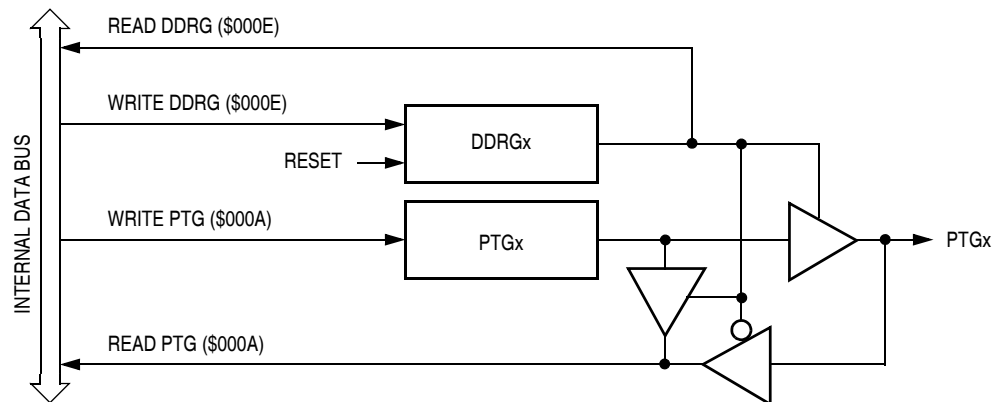 READ DDRG ($000E)
WRITE DDRG ($000E)
DDRGx
RESET
INTERNAL DATA BUS
WRITE PTG ($000A)
PTGx
PTGx
READ PTG ($000A)